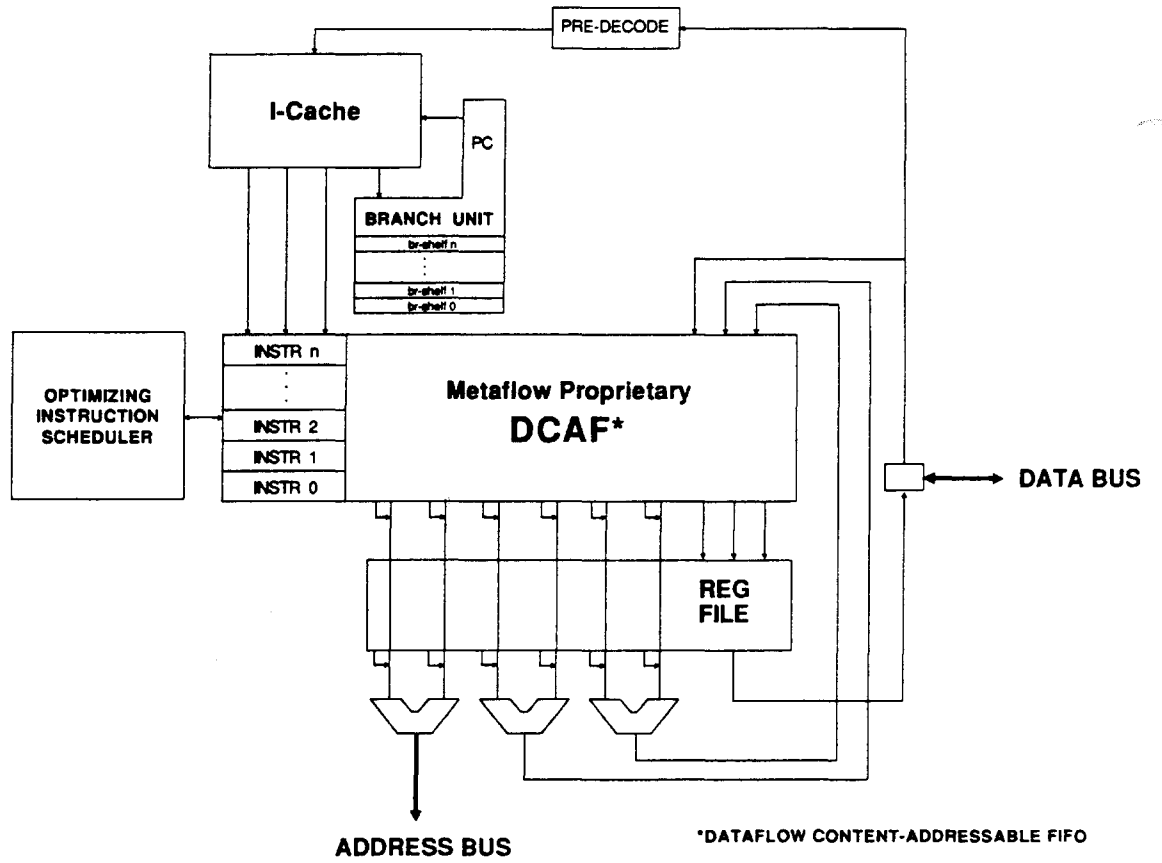 PRE-DECODE
I-Cache
PC
BRANCH UNIT
br-shelf n
br-shelf 1
br-shelf 0
INSTR n
INSTR 2
INSTR 1
INSTR 0
OPTIMIZING
INSTRUCTION
SCHEDULER
Metaflow Proprietary
DCAF*
DATA BUS
REG
FILE
ADDRESS BUS
*DATAFLOW CONTENT-ADDRESSABLE FIFO